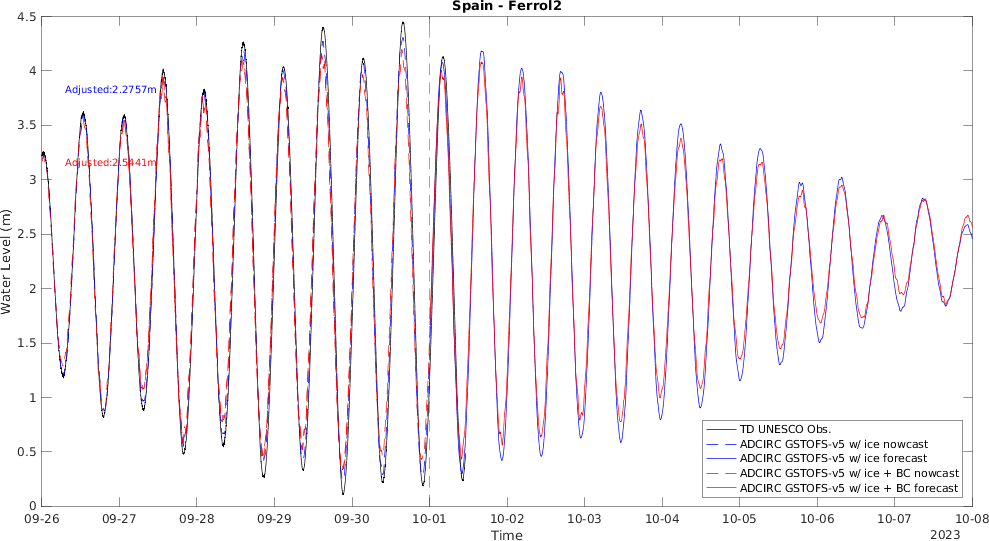 Spain - Ferrol2
4.5
4
3.5
3
2.5
2
1.5
1
0.5
0
Water Level (m)
Adjusted:2.2757m
Adjusted:2.5441m
TD UNESCO Obs.
ADCIRC GSTOFS-v5 w/ ice nowcast
ADCIRC GSTOFS-v5 w/ ice forecast
ADCIRC GSTOFS-v5 w/ ice + BC nowcast
ADCIRC GSTOFS-v5 w/ ice + BC forecast
09-26 09-27 09-28 09-29 09-30 10-01 10-02 10-03 10-04 10-05 10-06 10-07 10-08
Time
2023